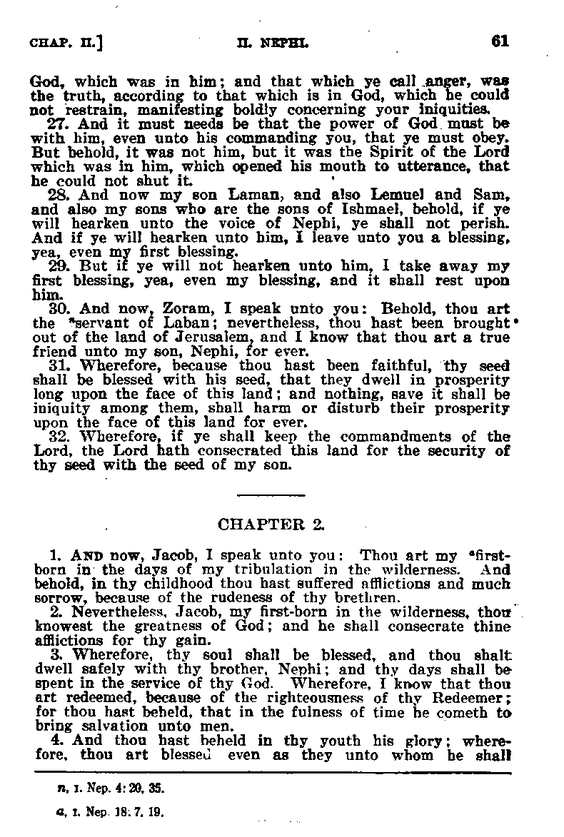 CHAP. II.] II. NEPHI. 61
God, which was in him; and that which ye call anger, was
the truth, according to that which is in God, which he could
not restrain, manifesting boldly concerning your iniquities.
27. And it must needs be that the power of God must be
with him, even unto his commanding you, that ye must obey.
But behold, it was not him, but it was the Spirit of the Lord
which was in him, which opened his mouth to utterance, that
he could not shut it.
28. And now my son Laman, and also Lemuel and Sam,
and also my sons who are the sons of Ishmael, behold, if ye
will hearken unto the voice of Nephi, ye shall not perish.
And if ye will hearken unto him, I leave unto you a blessing,
yea, even my first blessing.
29. But if ye will not hearken unto him, I take away my
first blessing, yea, even my blessing, and it shall rest upon
him.
30. And now, Zoram, I speak unto you: Behold, thou art
the ⁿservant of Laban; nevertheless, thou hast been brought
out of the land of Jerusalem, and I know that thou art a true
friend unto my son, Nephi, for ever.
31. Wherefore, because thou hast been faithful, thy seed
shall be blessed with his seed, that they dwell in prosperity
long upon the face of this land; and nothing, save it shall be
iniquity among them, shall harm or disturb their prosperity
upon the face of this land for ever.
32. Wherefore, if ye shall keep the commandments of the
Lord, the Lord hath consecrated this land for the security of
thy seed with the seed of my son.
CHAPTER 2.
1. AND now, Jacob, I speak unto you: Thou art my ᵃfirst-
born in the days of my tribulation in the wilderness. And
behold, in thy childhood thou hast suffered afflictions and much
sorrow, because of the rudeness of thy brethren.
2. Nevertheless, Jacob, my first-born in the wilderness, thou
knowest the greatness of God; and he shall consecrate thine
afflictions for thy gain.
3. Wherefore, thy soul shall be blessed, and thou shalt
dwell safely with thy brother, Nephi; and thy days shall be
spent in the service of thy God. Wherefore, I know that thou
art redeemed, because of the righteousness of thy Redeemer;
for thou hast beheld, that in the fulness of time he cometh to
bring salvation unto men.
4. And thou hast beheld in thy youth his glory; where-
fore, thou art blessed even as they unto whom he shall
n, I. Nep. 4: 20, 35.
a, I. Nep. 18: 7, 19.